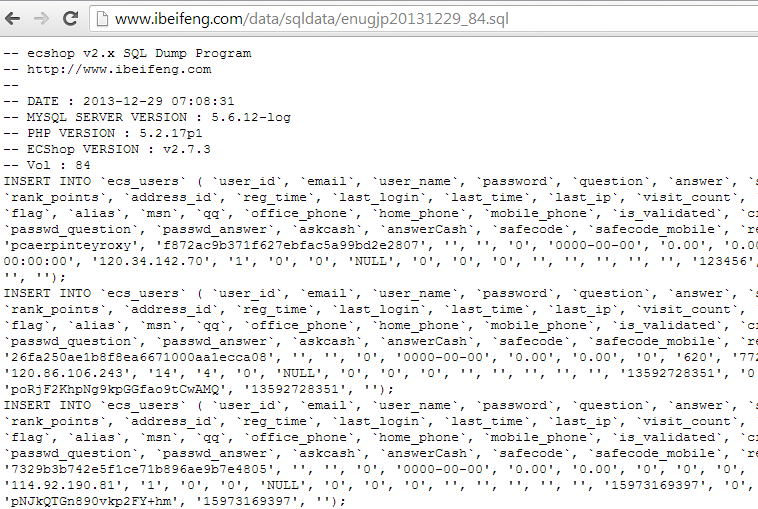 www.ibeifeng.com/data/sqldata/enugjp20131229_84.sql
-- ecshop v2.x SQL Dump Program
-- http://www.ibeifeng.com
--
-- DATE : 2013-12-29 07:08:31
-- MYSQL SERVER VERSION : 5.6.12-log
-- PHP VERSION : 5.2.17p1
-- ECShop VERSION : v2.7.3
-- Vol : 84
INSERT INTO `ecs_users` ( `user_id`, `email`, `user_name`, `password`, `question`, `answer`, `s
`rank_points`, `address_id`, `reg_time`, `last_login`, `last_time`, `last_ip`, `visit_count`,
`flag`, `alias`, `msn`, `qq`, `office_phone`, `home_phone`, `mobile_phone`, `is_validated`, `cr
`passwd_question`, `passwd_answer`, `askcash`, `answerCash`, `safecode`, `safecode_mobile`, `re
'pcaerpinteyroxy', 'f872ac9b371f627ebfac5a99bd2e2807', '', '', '0', '0000-00-00', '0.00', '0.00
00:00:00', '120.34.142.70', '1', '0', '0', 'NULL', '0', '0', '0', '', '', '', '', '', '123456',
'', '');
INSERT INTO `ecs_users` ( `user_id`, `email`, `user_name`, `password`, `question`, `answer`, `s
`rank_points`, `address_id`, `reg_time`, `last_login`, `last_time`, `last_ip`, `visit_count`,
`flag`, `alias`, `msn`, `qq`, `office_phone`, `home_phone`, `mobile_phone`, `is_validated`, `cr
`passwd_question`, `passwd_answer`, `askcash`, `answerCash`, `safecode`, `safecode_mobile`, `re
'26fa250ae1b8f8ea6671000aa1ecca08', '', '', '0', '0000-00-00', '0.00', '0.00', '0', '620', '772
'120.86.106.243', '14', '4', '0', 'NULL', '0', '0', '0', '', '', '', '', '', '13592728351', '0'
'poRjF2KhpNg9kpGGfao9tCwAMQ', '13592728351', '');
INSERT INTO `ecs_users` ( `user_id`, `email`, `user_name`, `password`, `question`, `answer`, `s
`rank_points`, `address_id`, `reg_time`, `last_login`, `last_time`, `last_ip`, `visit_count`,
`flag`, `alias`, `msn`, `qq`, `office_phone`, `home_phone`, `mobile_phone`, `is_validated`, `cr
`passwd_question`, `passwd_answer`, `askcash`, `answerCash`, `safecode`, `safecode_mobile`, `re
'7329b3b742e5f1ce71b896ae9b7e4805', '', '', '0', '0000-00-00', '0.00', '0.00', '0', '0', '0',
'114.92.190.81', '1', '0', '0', 'NULL', '0', '0', '0', '', '', '', '', '', '15973169397', '0',
'pNJkQTGn890vkp2FY+hm', '15973169397', '');